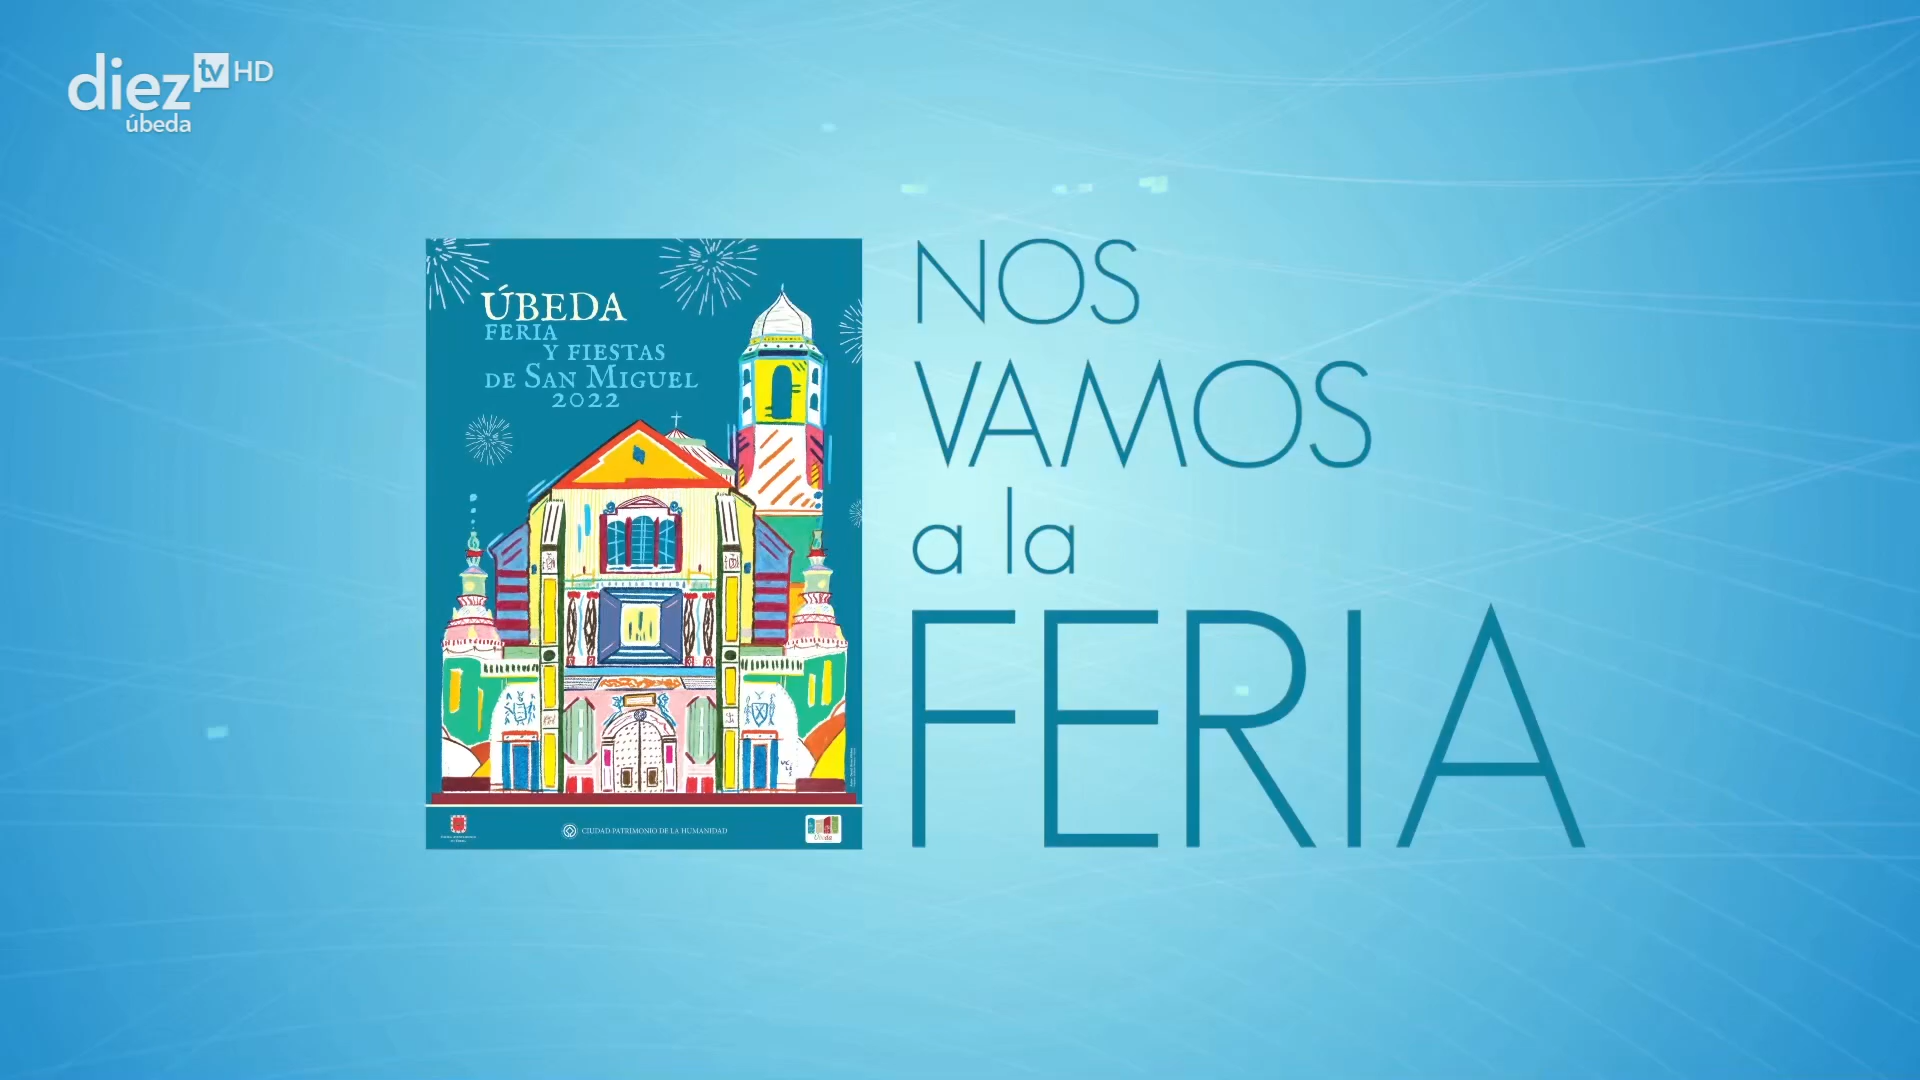 diez tv HD
úbeda
ÚBEDA
FERIA
Y FIESTAS
DE SAN MIGUEL
2022
CIUDAD PATRIMONIO DE LA HUMANIDAD
Úbeda
NOS
VAMOS
a la
FERIA